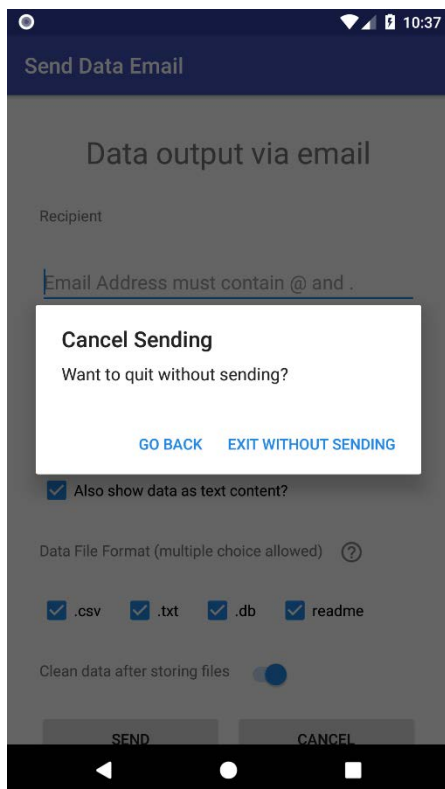 10:37
Send Data Email
Data output via email
Recipient
Email Address must contain @ and .
Cancel Sending
Want to quit without sending?
GO BACK EXIT WITHOUT SENDING
Also show data as text content?
Data File Format (multiple choice allowed) ?
.csv .txt .db readme
Clean data after storing files
SEND CANCEL